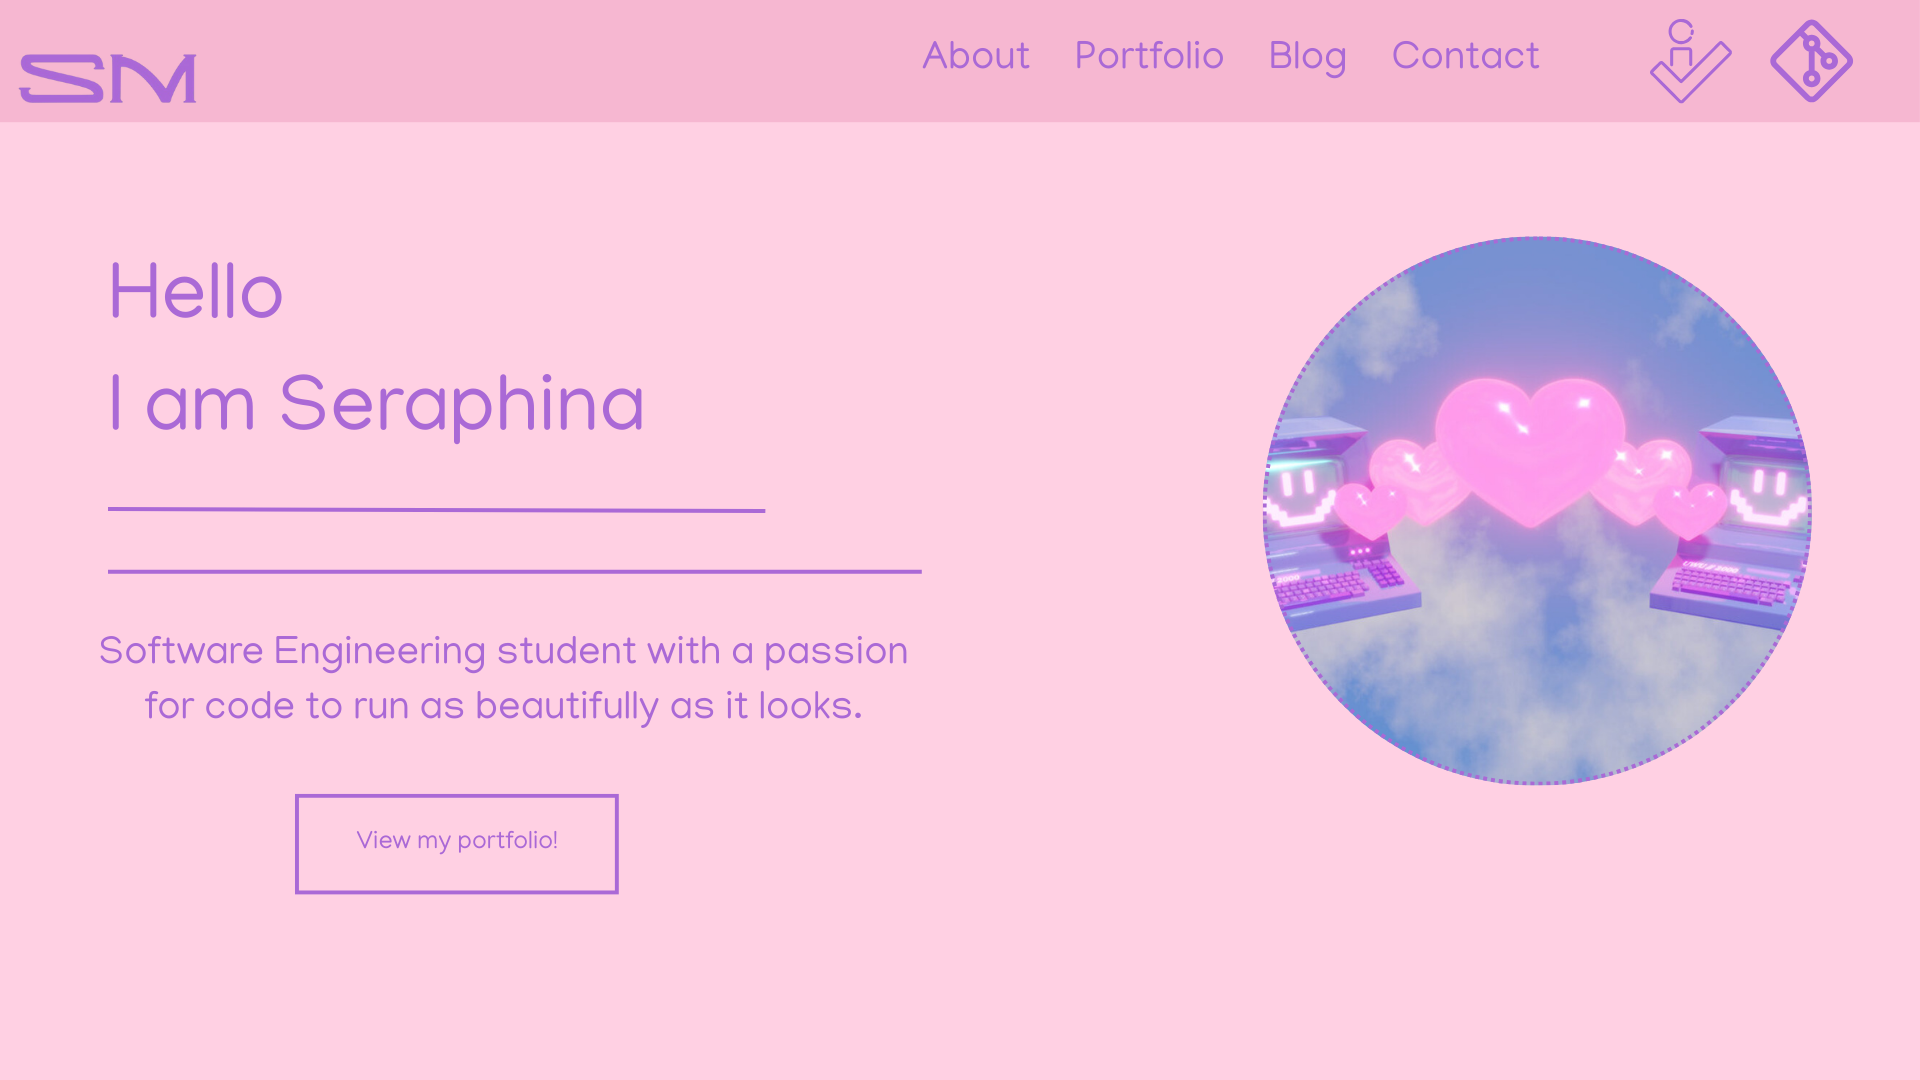 SM
About Portfolio Blog Contact
Hello
I am Seraphina
Software Engineering student with a passion
for code to run as beautifully as it looks.
View my portfolio!